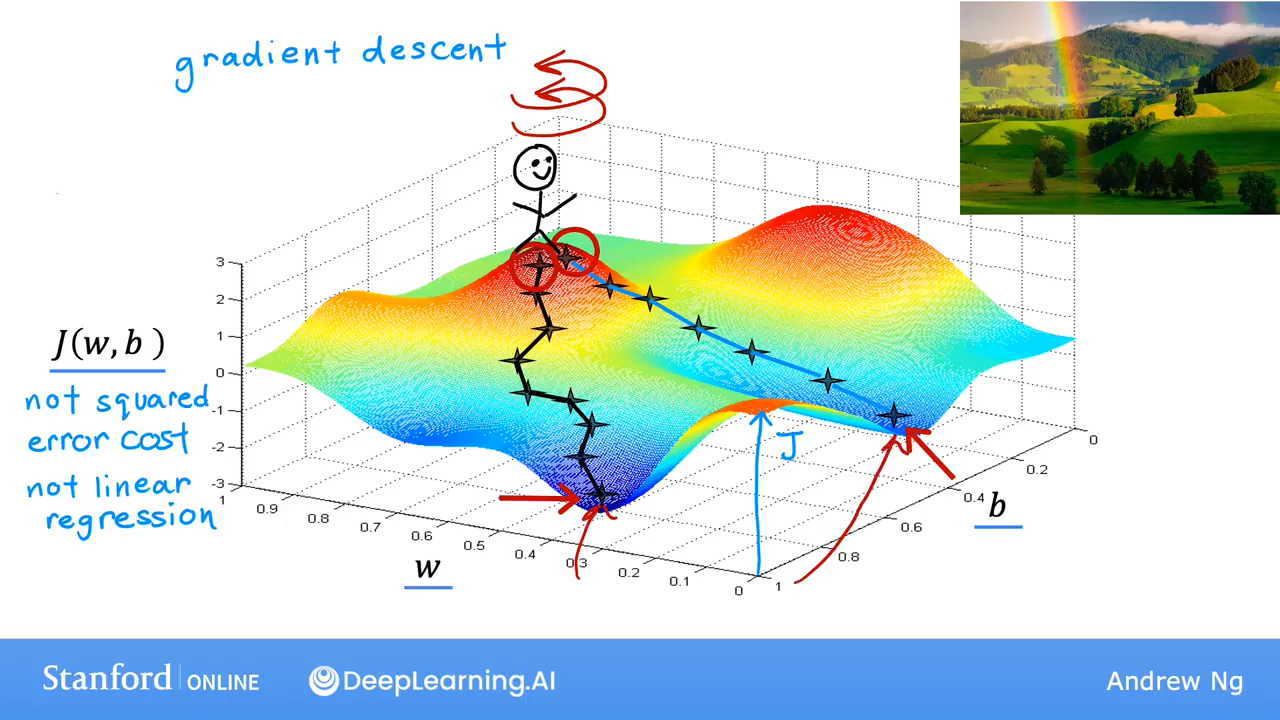 gradient descent
J(w, b )
not squared
error cost
not linear
regression
3
2
1
0
-1
-2
-3
1
0.9
0.8
0.7
0.6
0.5
0.4
0.3
0.2
0.1
0
w
1
0.8
0.6
0.4
0.2
0
b
J
Stanford ONLINE
DeepLearning.AI
Andrew Ng